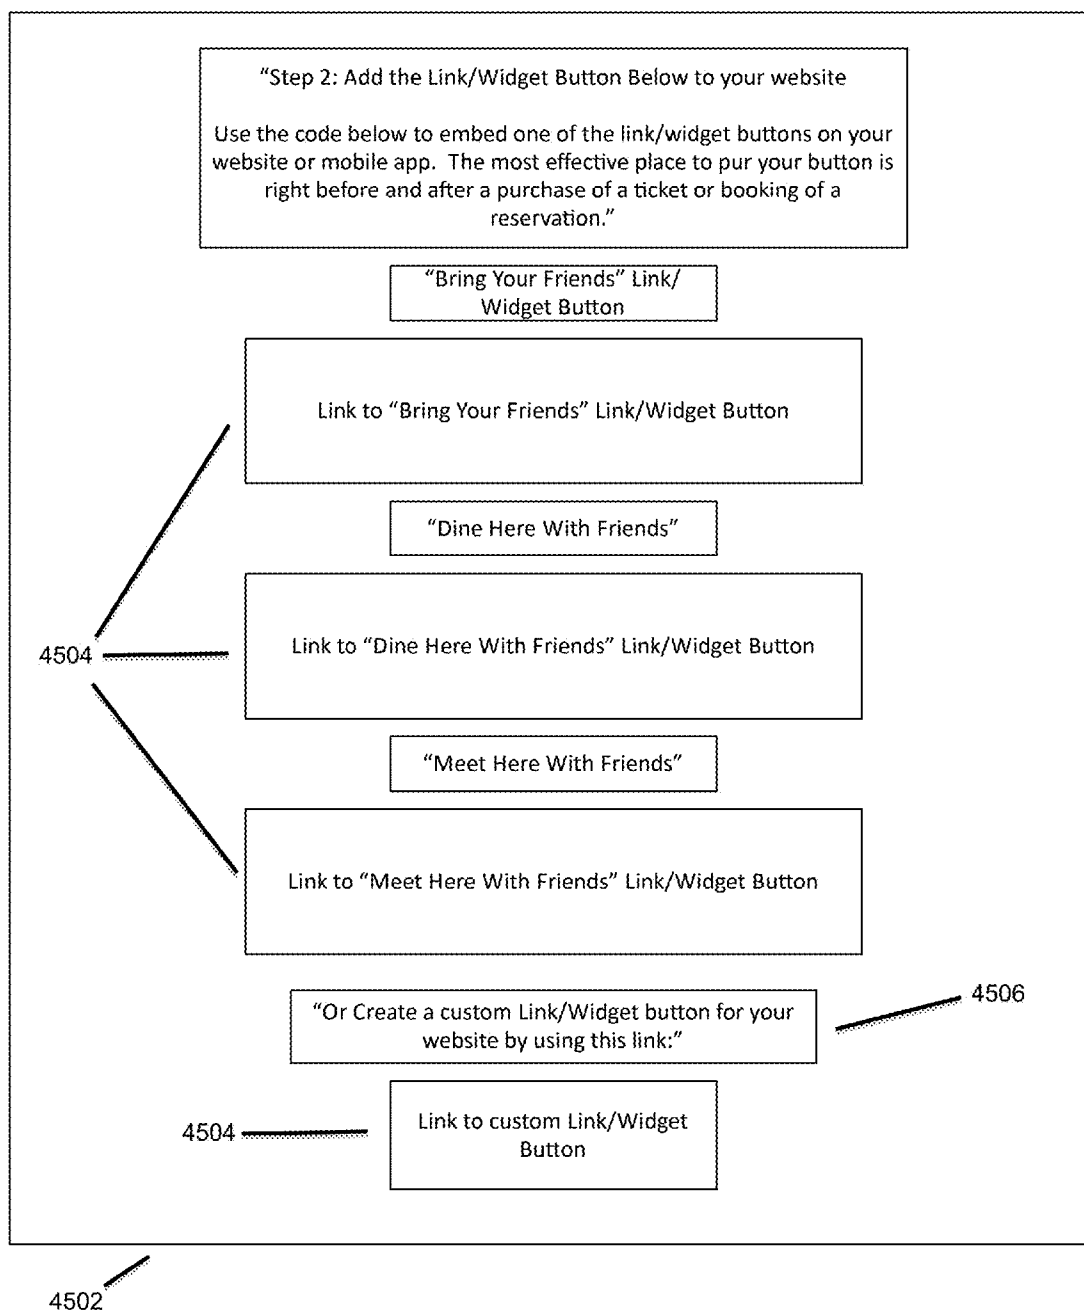 “Step 2: Add the Link/Widget Button Below to your website
Use the code below to embed one of the link/widget buttons on your
website or mobile app.  The most effective place to pur your button is
right before and after a purchase of a ticket or booking of a
reservation.”
“Bring Your Friends” Link/
Widget Button
Link to “Bring Your Friends” Link/Widget Button
“Dine Here With Friends”
4504
Link to “Dine Here With Friends” Link/Widget Button
“Meet Here With Friends”
Link to “Meet Here With Friends” Link/Widget Button
4506
“Or Create a custom Link/Widget button for your
website by using this link:”
4504
Link to custom Link/Widget
Button
4502